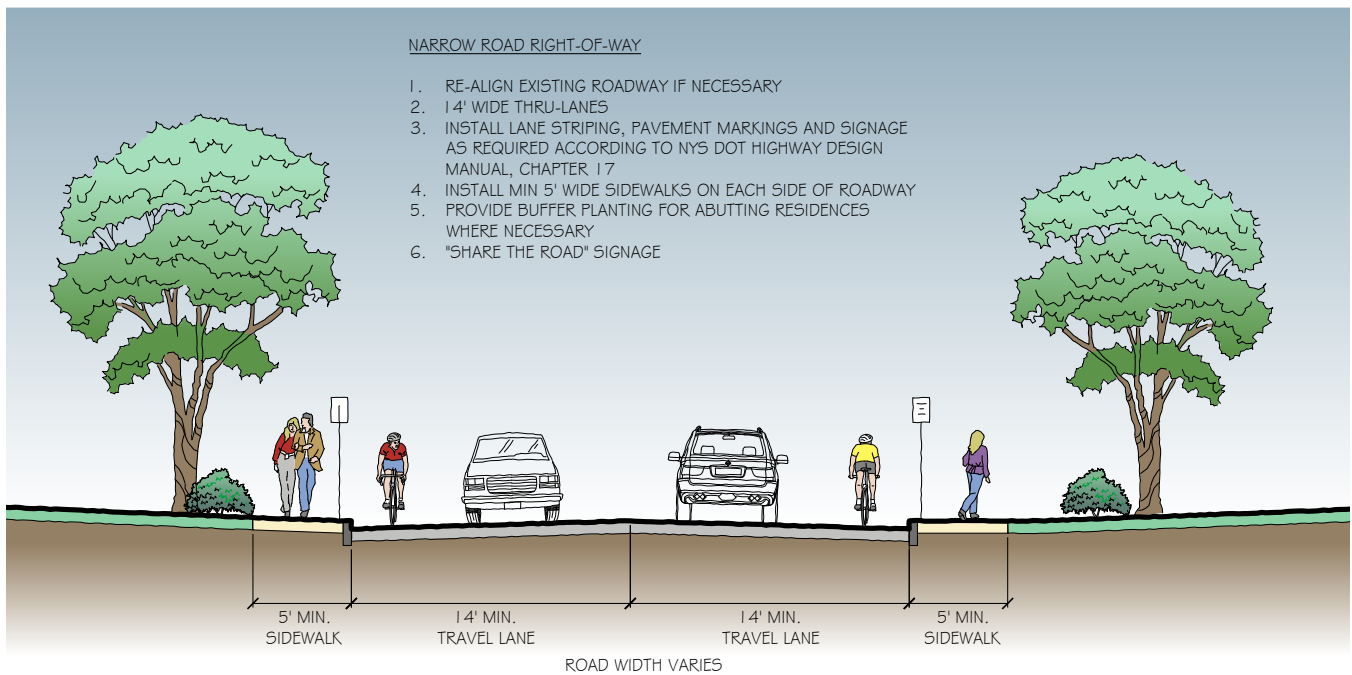 NARROW ROAD RIGHT-OF-WAY
1. RE-ALIGN EXISTING ROADWAY IF NECESSARY
2. 14' WIDE THRU-LANES
3. INSTALL LANE STRIPING, PAVEMENT MARKINGS AND SIGNAGE
AS REQUIRED ACCORDING TO NYS DOT HIGHWAY DESIGN
MANUAL, CHAPTER 17
4. INSTALL MIN 5' WIDE SIDEWALKS ON EACH SIDE OF ROADWAY
5. PROVIDE BUFFER PLANTING FOR ABUTTING RESIDENCES
WHERE NECESSARY
6. "SHARE THE ROAD" SIGNAGE
5' MIN.
SIDEWALK
14' MIN.
TRAVEL LANE
14' MIN.
TRAVEL LANE
5' MIN.
SIDEWALK
ROAD WIDTH VARIES